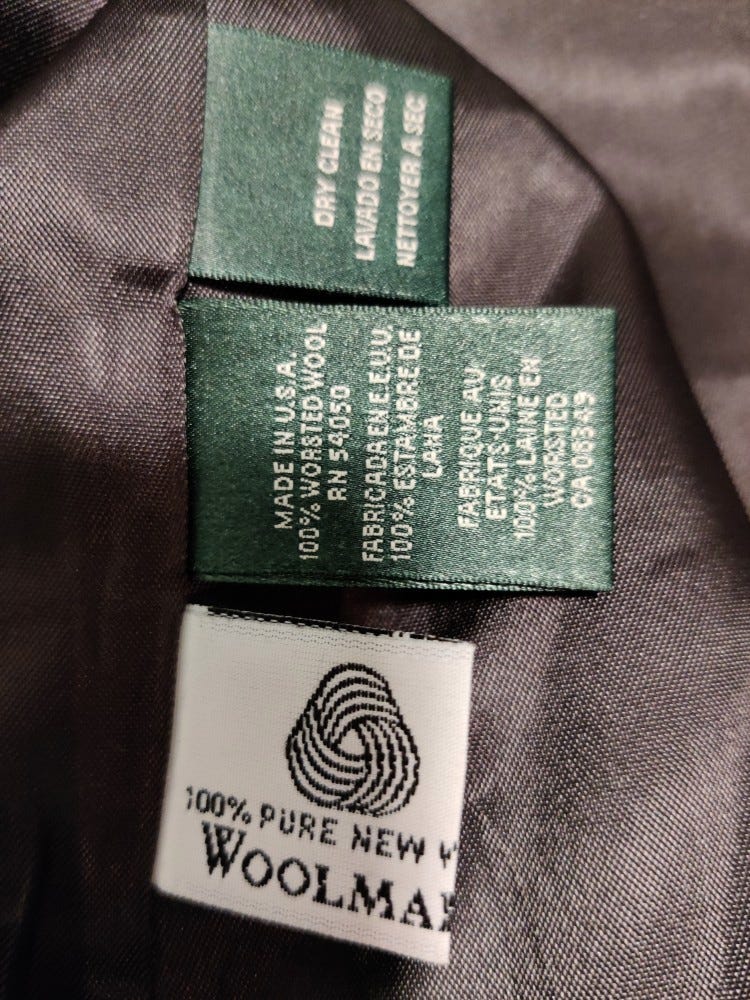 DRY CLEAN
LAVADO EN SECO
NETTOYER A SEC
MADE IN U.S.A.
100% WORSTED WOOL
RN 54050
FABRICADA EN E.U.U.
100% ESTAMBRE DE
LANA
FABRIQUE AU
ETATS-UNIS
100% LAINE EN
WORSTED
CA 06349
100% PURE NEW
WOOLMAR